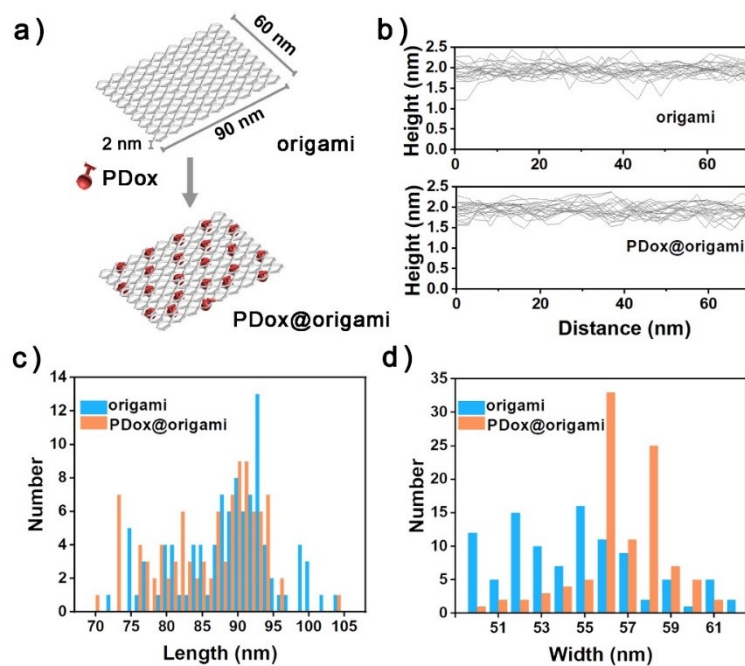 a)
60 nm
90 nm
2 nm
origami
PDox
PDox@origami
b)
Height (nm)
2.5
2.0
1.5
1.0
0.5
0.0
origami
0 20 40 60
Height (nm)
2.5
2.0
1.5
1.0
0.5
0.0
PDox@origami
0 20 40 60
Distance (nm)
c)
Number
14
12
10
8
6
4
2
0
origami
PDox@origami
70 75 80 85 90 95 100 105
Length (nm)
d)
Number
35
30
25
20
15
10
5
0
origami
PDox@origami
51 53 55 57 59 61
Width (nm)